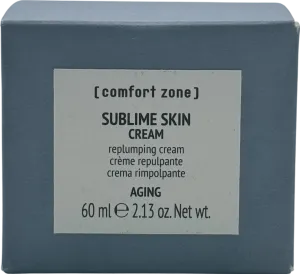 [comfort zone]
SUBLIME SKIN
CREAM
replumping cream
crème repulpante
crema rimpolpante
AGING
60 ml ℮ 2.13 oz. Net wt.